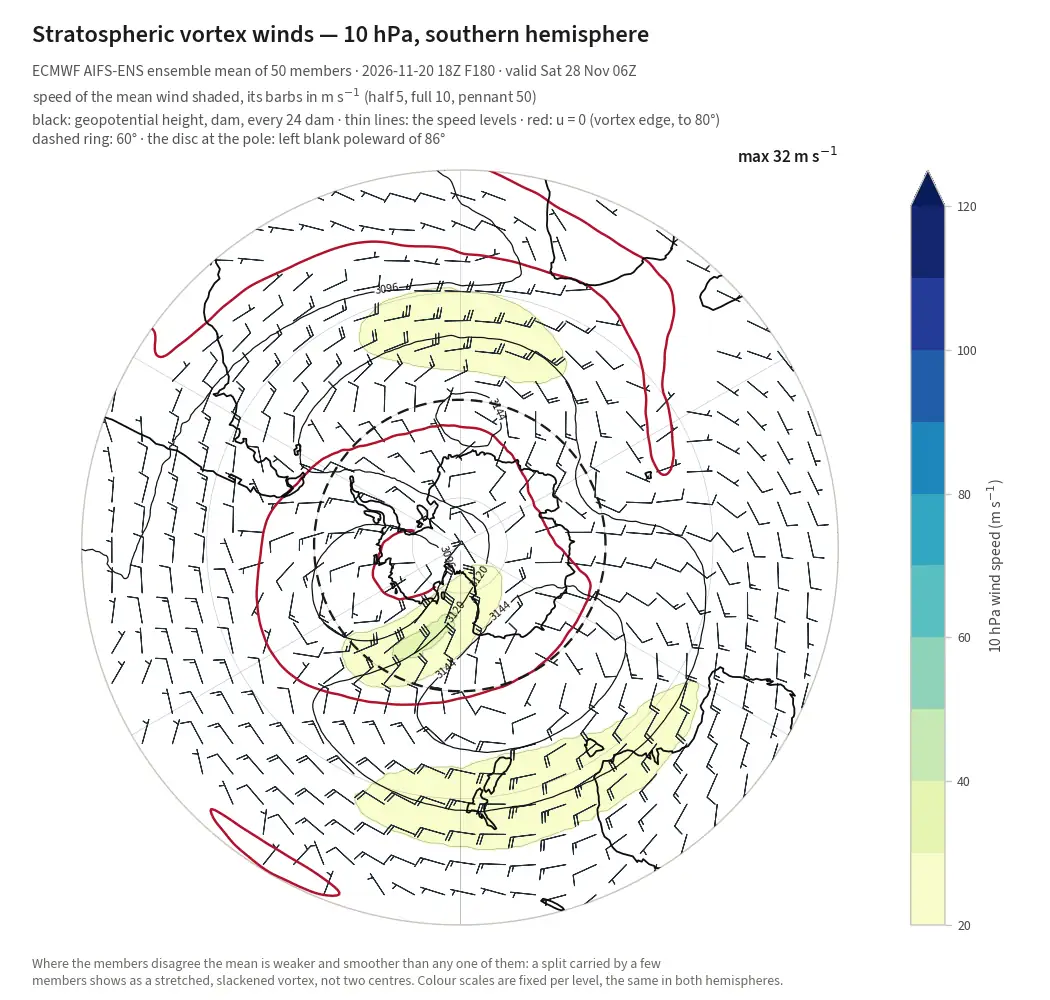 Stratospheric vortex winds — 10 hPa, southern hemisphere
ECMWF AIFS-ENS ensemble mean of 50 members · 2026-11-20 18Z F180 · valid Sat 28 Nov 06Z
speed of the mean wind shaded, its barbs in m s⁻¹ (half 5, full 10, pennant 50)
black: geopotential height, dam, every 24 dam · thin lines: the speed levels · red: u = 0 (vortex edge, to 80°)
dashed ring: 60° · the disc at the pole: left blank poleward of 86°
max 32 m s⁻¹
120
100
80
60
40
20
10 hPa wind speed (m s⁻¹)
3096
3144
3096
3120
3120
3144
3144
Where the members disagree the mean is weaker and smoother than any one of them: a split carried by a few
members shows as a stretched, slackened vortex, not two centres. Colour scales are fixed per level, the same in both hemispheres.